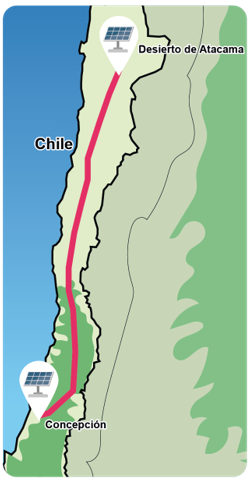 Desierto de Atacama
Chile
Concepción